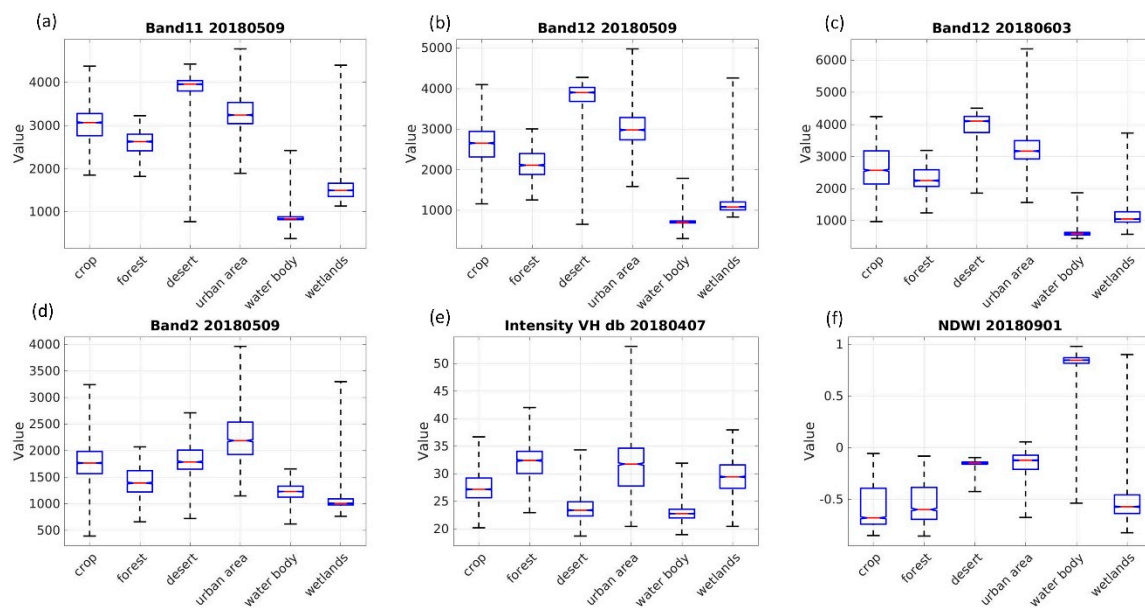 (a)
Band11 20180509
Value
4000
3000
2000
1000
crop
forest
desert
urban area
water body
wetlands
(b)
Band12 20180509
Value
5000
4000
3000
2000
1000
crop
forest
desert
urban area
water body
wetlands
(c)
Band12 20180603
Value
6000
5000
4000
3000
2000
1000
crop
forest
desert
urban area
water body
wetlands
(d)
Band2 20180509
Value
4000
3500
3000
2500
2000
1500
1000
500
crop
forest
desert
urban area
water body
wetlands
(e)
Intensity VH db 20180407
Value
50
45
40
35
30
25
20
crop
forest
desert
urban area
water body
wetlands
(f)
NDWI 20180901
Value
1
0.5
0
-0.5
crop
forest
desert
urban area
water body
wetlands